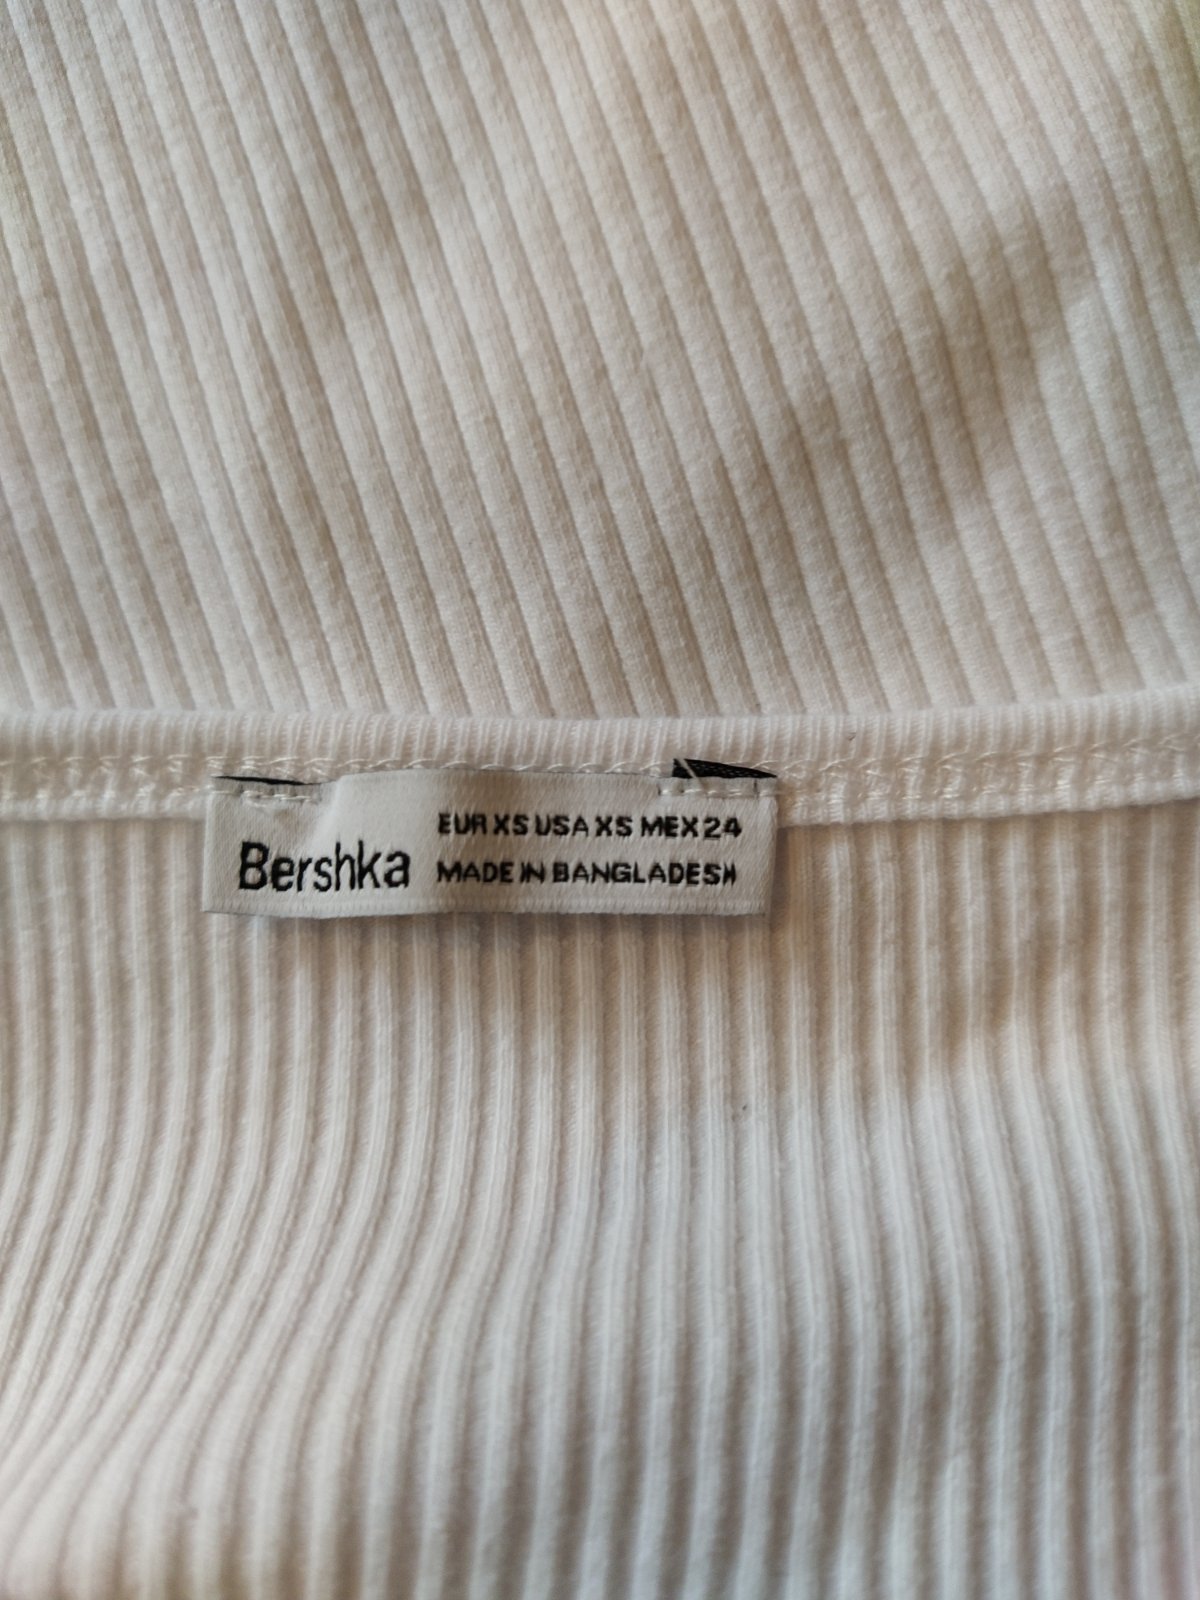 Bershka
EUR XS USA XS MEX 24
MADE IN BANGLADESH